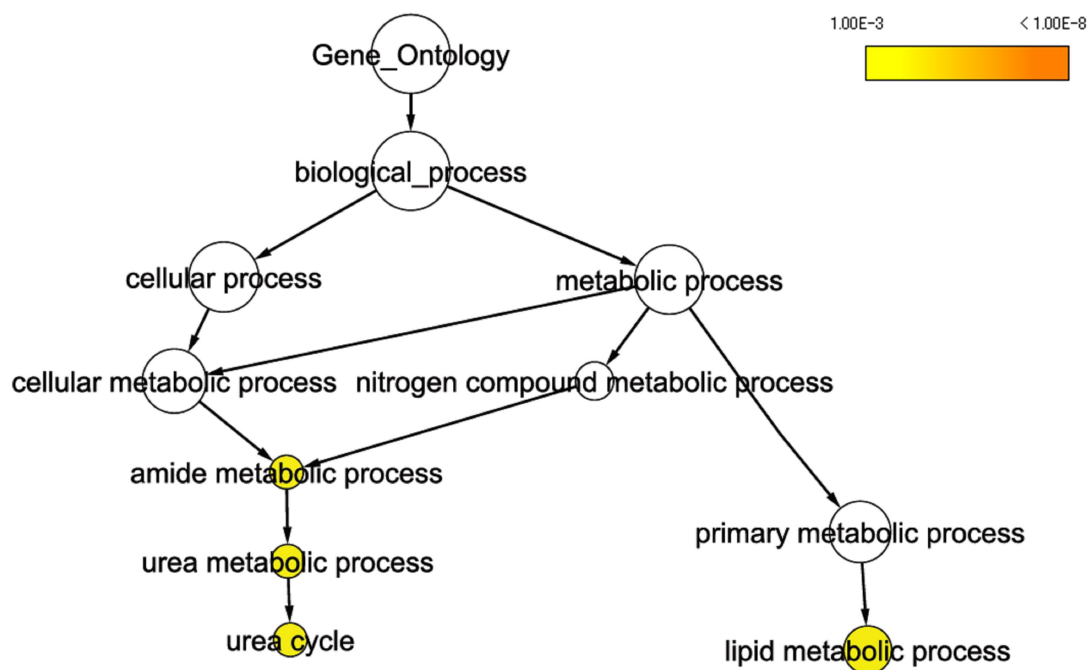 1.00E-3
< 1.00E-8
Gene_Ontology
biological_process
cellular process
metabolic process
cellular metabolic process
nitrogen compound metabolic process
amide metabolic process
primary metabolic process
urea metabolic process
urea cycle
lipid metabolic process